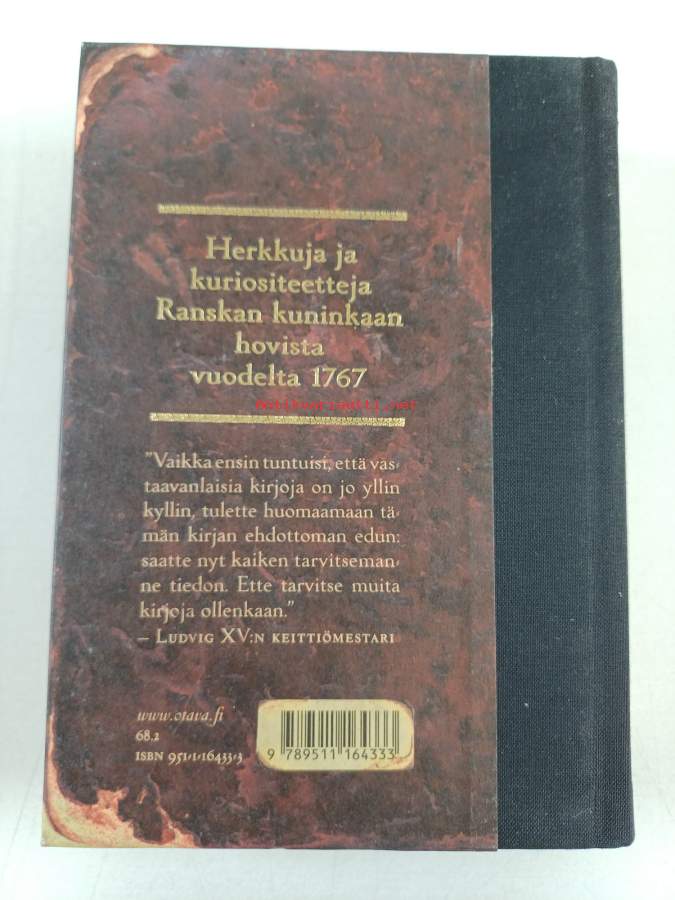 Herkkuja ja
kuriositeetteja
Ranskan kuninkaan
hovista
vuodelta 1767
"Vaikka ensin tuntuisi, että vas-
taavanlaisia kirjoja on jo yllin
kyllin, tulette huomaamaan tä-
män kirjan ehdottoman edun:
saatte nyt kaiken tarvitseman-
ne tiedon. Ette tarvitse muita
kirjoja ollenkaan."
– Ludvig XV:n keittiömestari
www.otava.fi
68.2
ISBN 951-1-16433-3
9 789511 164333